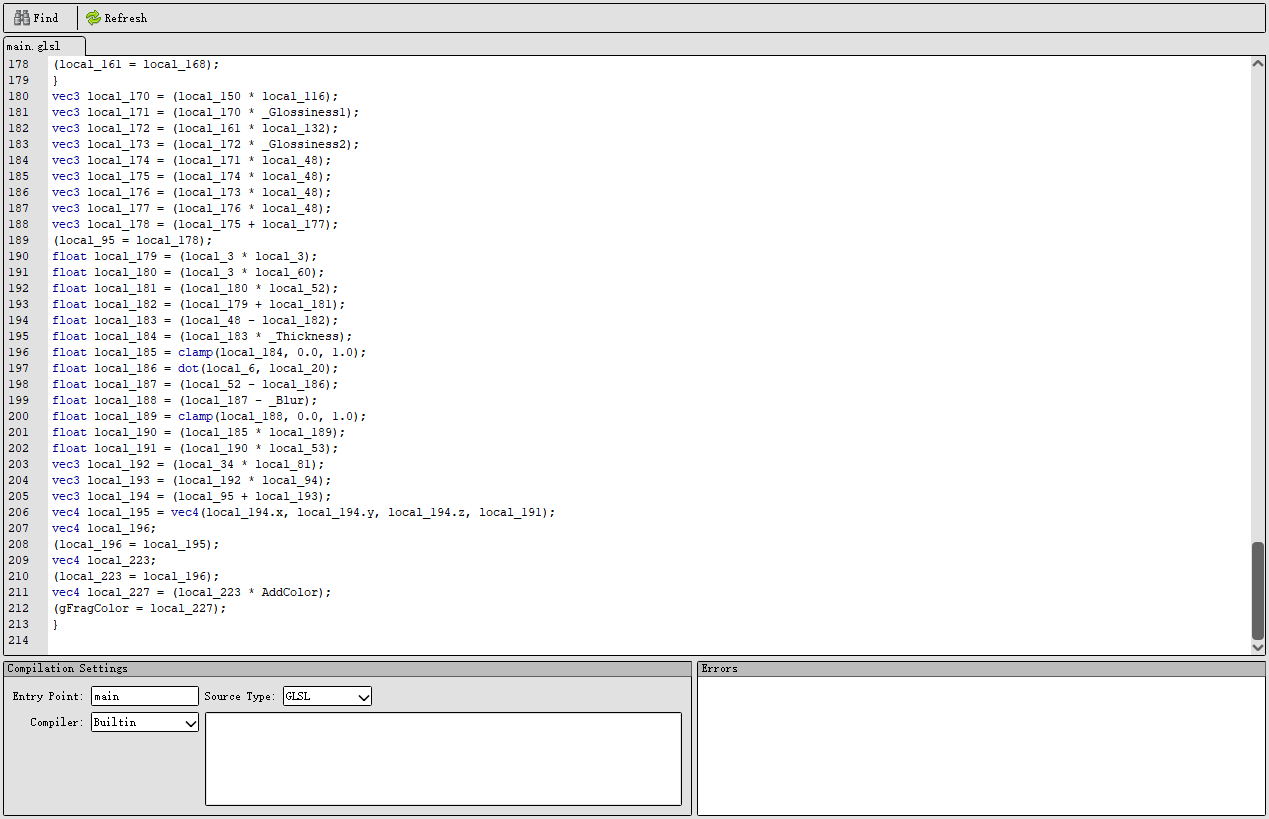 Find Refresh
main.glsl
178 (local_161 = local_168);
179 }
180 vec3 local_170 = (local_150 * local_116);
181 vec3 local_171 = (local_170 * _Glossiness1);
182 vec3 local_172 = (local_161 * local_132);
183 vec3 local_173 = (local_172 * _Glossiness2);
184 vec3 local_174 = (local_171 * local_48);
185 vec3 local_175 = (local_174 * local_48);
186 vec3 local_176 = (local_173 * local_48);
187 vec3 local_177 = (local_176 * local_48);
188 vec3 local_178 = (local_175 + local_177);
189 (local_95 = local_178);
190 float local_179 = (local_3 * local_3);
191 float local_180 = (local_3 * local_60);
192 float local_181 = (local_180 * local_52);
193 float local_182 = (local_179 + local_181);
194 float local_183 = (local_48 - local_182);
195 float local_184 = (local_183 * _Thickness);
196 float local_185 = clamp(local_184, 0.0, 1.0);
197 float local_186 = dot(local_6, local_20);
198 float local_187 = (local_52 - local_186);
199 float local_188 = (local_187 - _Blur);
200 float local_189 = clamp(local_188, 0.0, 1.0);
201 float local_190 = (local_185 * local_189);
202 float local_191 = (local_190 * local_53);
203 vec3 local_192 = (local_34 * local_81);
204 vec3 local_193 = (local_192 * local_94);
205 vec3 local_194 = (local_95 + local_193);
206 vec4 local_195 = vec4(local_194.x, local_194.y, local_194.z, local_191);
207 vec4 local_196;
208 (local_196 = local_195);
209 vec4 local_223;
210 (local_223 = local_196);
211 vec4 local_227 = (local_223 * AddColor);
212 (gFragColor = local_227);
213 }
214
Compilation Settings
Entry Point: main Source Type: GLSL
Compiler: Builtin
Errors